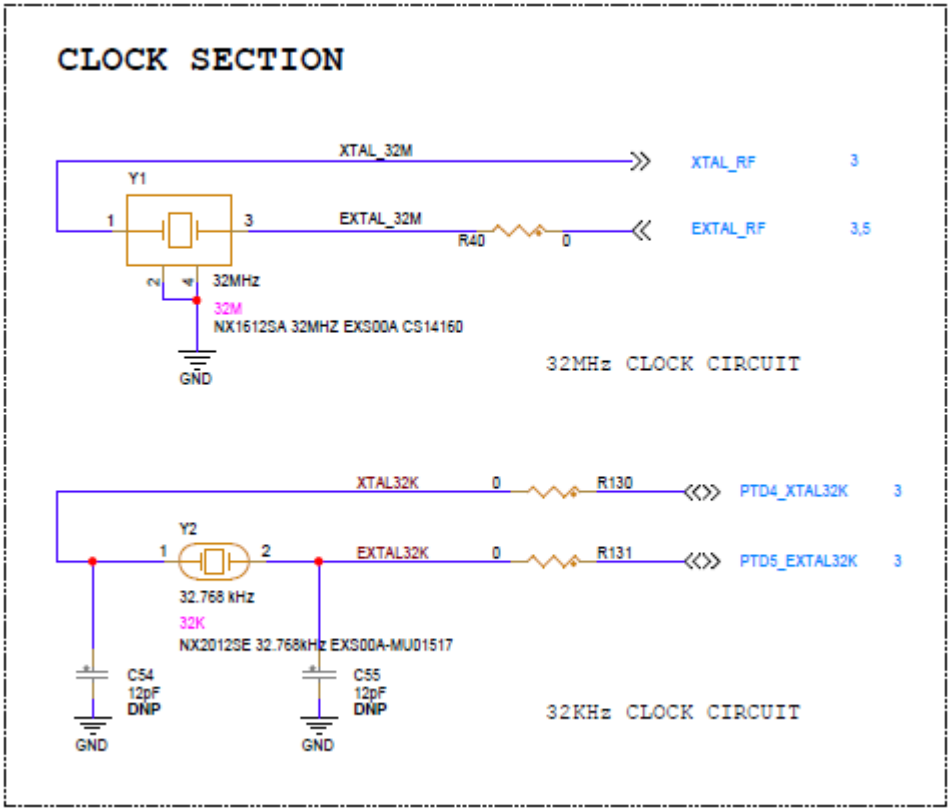 CLOCK SECTION
XTAL_32M
XTAL_RF 3
Y1
1
3
EXTAL_32M
R40
0
EXTAL_RF 3,5
2
4
32MHz
32M
NX1612SA 32MHZ EXS00A CS14160
GND
32MHz CLOCK CIRCUIT
XTAL32K
0
R130
PTD4_XTAL32K 3
Y2
1
2
EXTAL32K
0
R131
PTD5_EXTAL32K 3
32.768 kHz
32K
NX2012SE 32.768kHz EXS00A-MU01517
C54
12pF
DNP
GND
C55
12pF
DNP
GND
32KHz CLOCK CIRCUIT